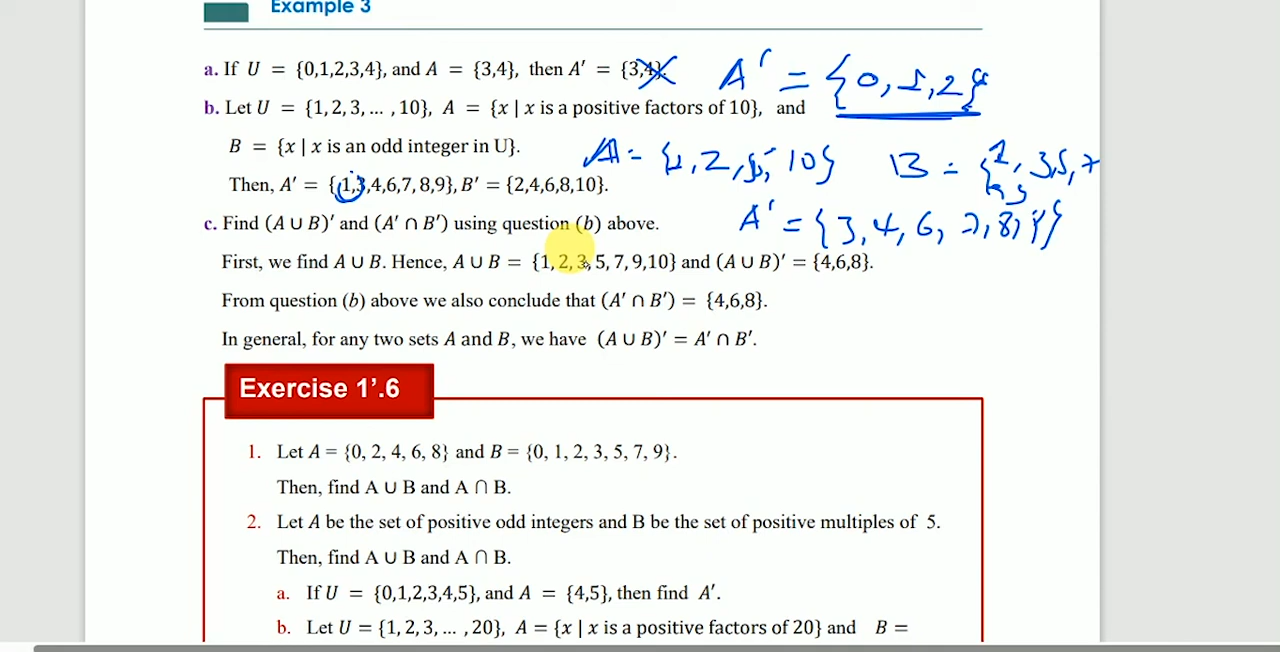 Example 3
a. If U = {0,1,2,3,4}, and A = {3,4}, then A′ = {3,4}. A′ = {0, 1, 2}
b. Let U = {1, 2, 3, … , 10}, A = {x | x is a positive factors of 10}, and
B = {x | x is an odd integer in U}. A = {1, 2, 5, 10} B = {1, 3, 5, 7
Then, A′ = {1,3,4,6,7,8,9}, B′ = {2,4,6,8,10}.
c. Find (A ∪ B)′ and (A′ ∩ B′) using question (b) above. A′ = {3, 4, 6, 7, 8, 9}
First, we find A ∪ B. Hence, A ∪ B = {1, 2, 3, 5, 7, 9, 10} and (A ∪ B)′ = {4,6,8}.
From question (b) above we also conclude that (A′ ∩ B′) = {4,6,8}.
In general, for any two sets A and B, we have (A ∪ B)′ = A′ ∩ B′.
Exercise 1’.6
1. Let A = {0, 2, 4, 6, 8} and B = {0, 1, 2, 3, 5, 7, 9}.
Then, find A ∪ B and A ∩ B.
2. Let A be the set of positive odd integers and B be the set of positive multiples of 5.
Then, find A ∪ B and A ∩ B.
a. If U = {0,1,2,3,4,5}, and A = {4,5}, then find A′.
b. Let U = {1, 2, 3, … , 20}, A = {x | x is a positive factors of 20} and B =